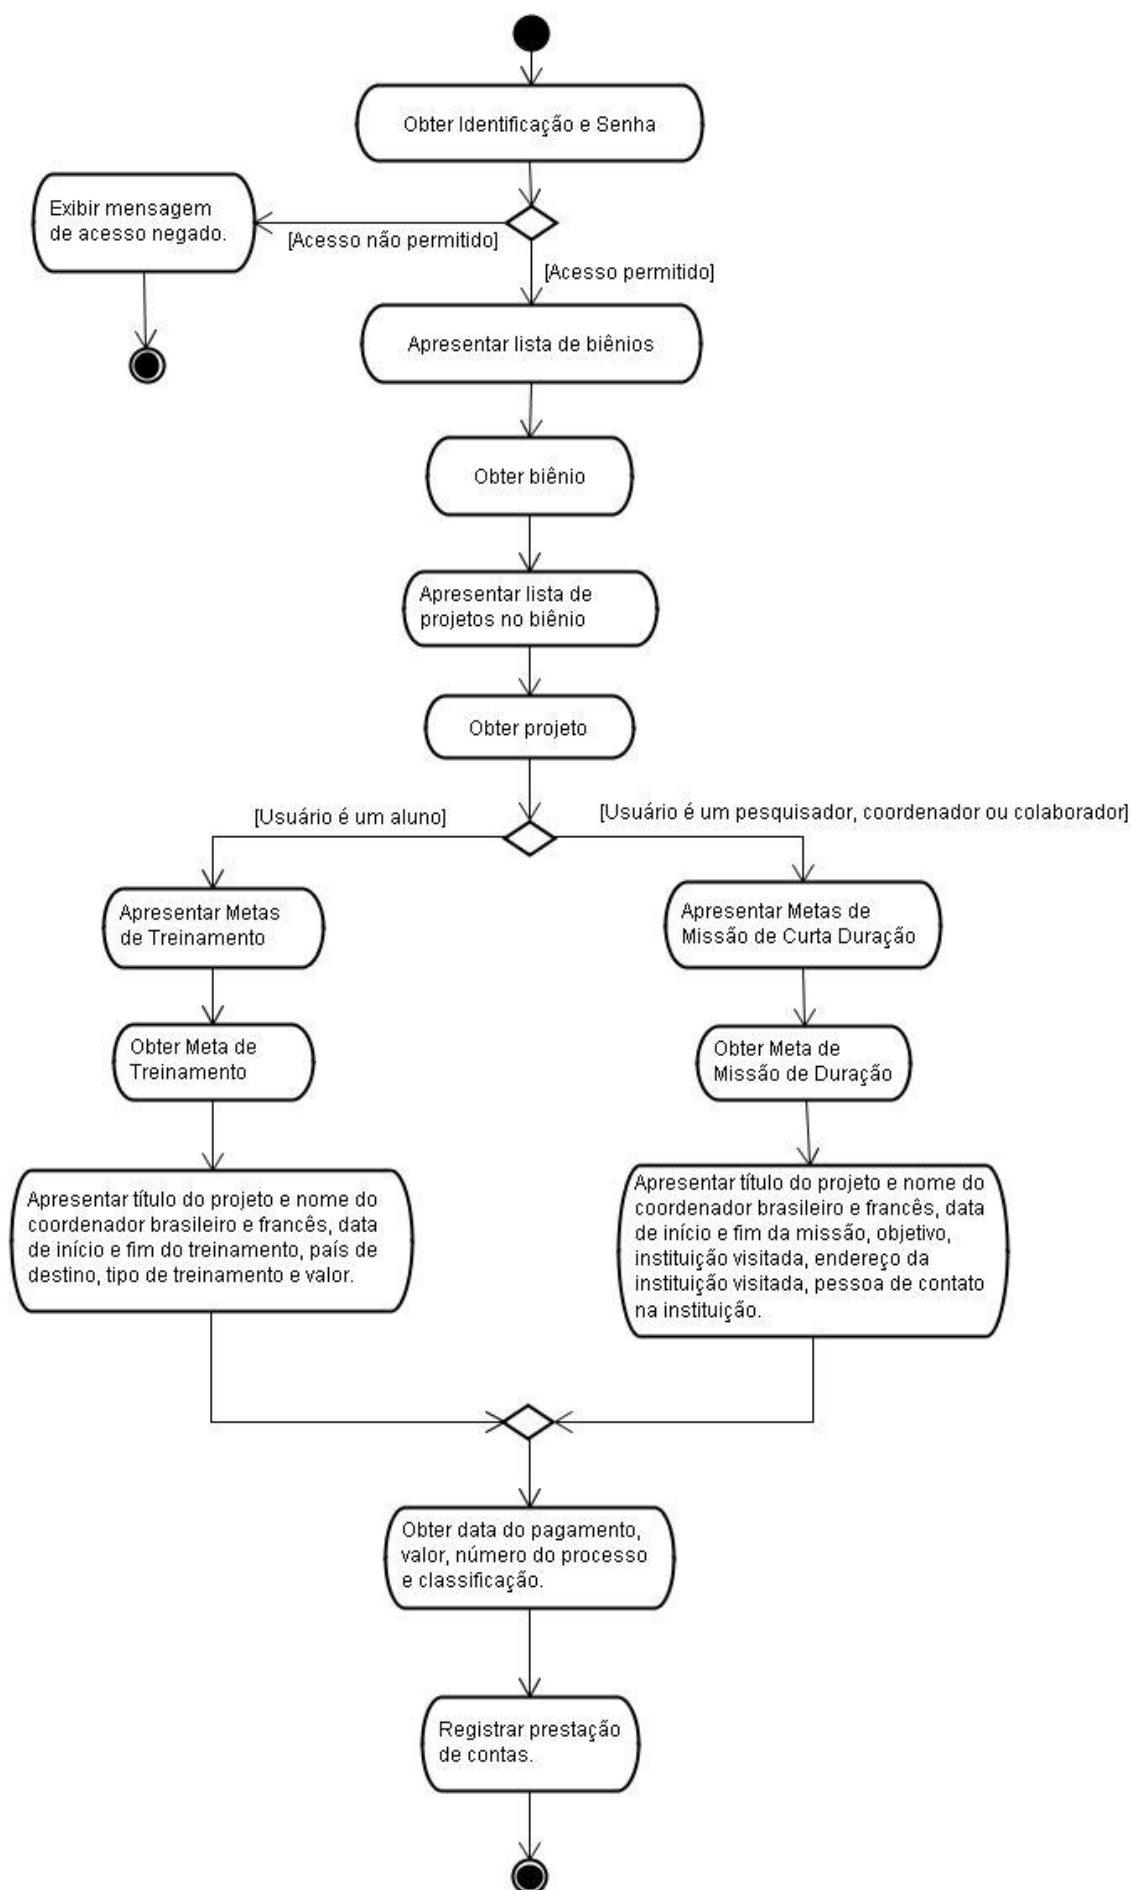 Obter Identificação e Senha
Exibir mensagem
de acesso negado.
[Acesso não permitido]
[Acesso permitido]
Apresentar lista de biênios
Obter biênio
Apresentar lista de
projetos no biênio
Obter projeto
[Usuário é um aluno]
[Usuário é um pesquisador, coordenador ou colaborador]
Apresentar Metas
de Treinamento
Apresentar Metas de
Missão de Curta Duração
Obter Meta de
Treinamento
Obter Meta de
Missão de Duração
Apresentar título do projeto e nome do
coordenador brasileiro e francês, data
de início e fim do treinamento, país de
destino, tipo de treinamento e valor.
Apresentar título do projeto e nome do
coordenador brasileiro e francês, data
de início e fim da missão, objetivo,
instituição visitada, endereço da
instituição visitada, pessoa de contato
na instituição.
Obter data do pagamento,
valor, número do processo
e classificação.
Registrar prestação
de contas.